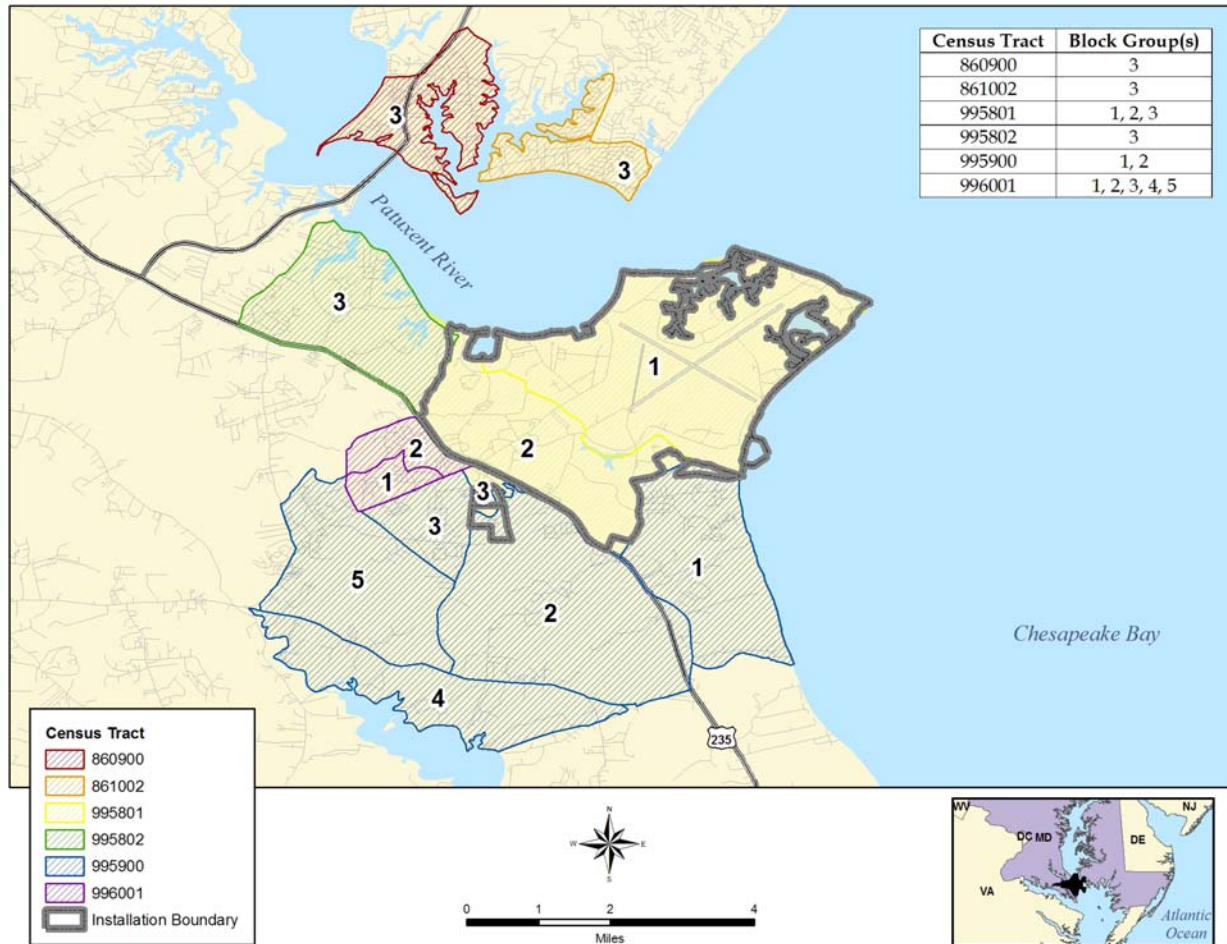 Census Tract Block Group(s)
860900 3
861002 3
995801 1, 2, 3
995802 3
995900 1, 2
996001 1, 2, 3, 4, 5
3
3
Patuxent River
3
1
2
2
1
3
3
5
1
2
4
Chesapeake Bay
235
Census Tract
860900
861002
995801
995802
995900
996001
Installation Boundary
N
W E
S
0 1 2 4
Miles
WV
NJ
DC MD
DE
VA
Atlantic
Ocean